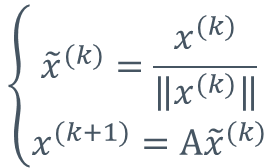 x̃^(k) = x^(k) / ‖x^(k)‖
x^(k+1) = Ax̃^(k)